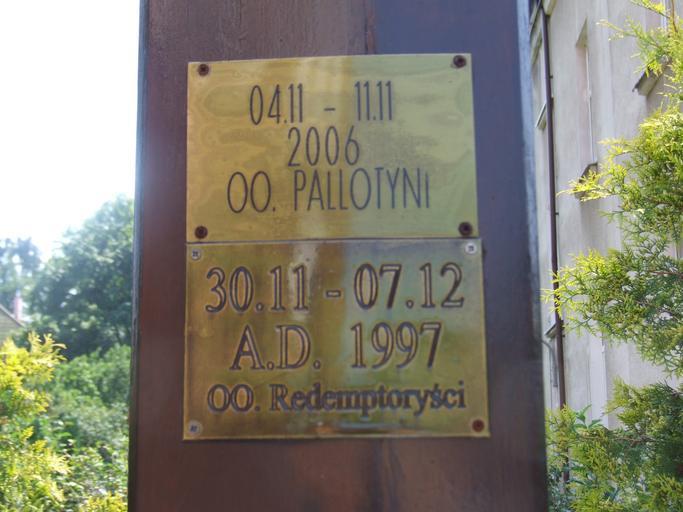 04.11 - 11.11
2006
OO. PALLOTYNi
30.11 - 07.12
A.D. 1997
OO. Redemptoryści